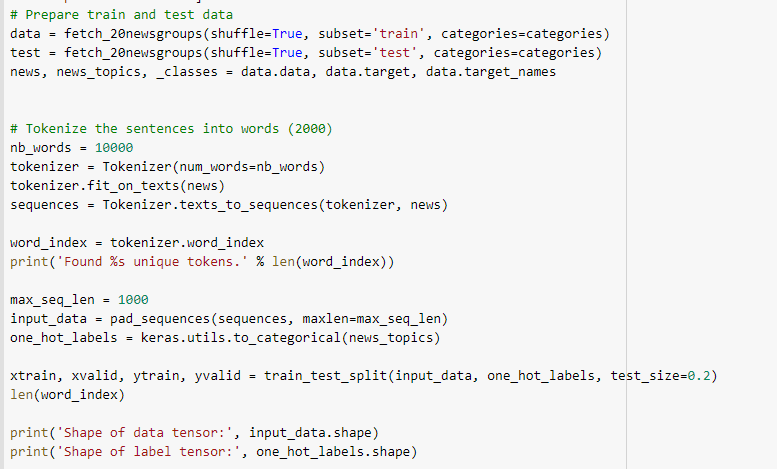 # Prepare train and test data
data = fetch_20newsgroups(shuffle=True, subset='train', categories=categories)
test = fetch_20newsgroups(shuffle=True, subset='test', categories=categories)
news, news_topics, _classes = data.data, data.target, data.target_names
# Tokenize the sentences into words (2000)
nb_words = 10000
tokenizer = Tokenizer(num_words=nb_words)
tokenizer.fit_on_texts(news)
sequences = Tokenizer.texts_to_sequences(tokenizer, news)
word_index = tokenizer.word_index
print('Found %s unique tokens.' % len(word_index))
max_seq_len = 1000
input_data = pad_sequences(sequences, maxlen=max_seq_len)
one_hot_labels = keras.utils.to_categorical(news_topics)
xtrain, xvalid, ytrain, yvalid = train_test_split(input_data, one_hot_labels, test_size=0.2)
len(word_index)
print('Shape of data tensor:', input_data.shape)
print('Shape of label tensor:', one_hot_labels.shape)